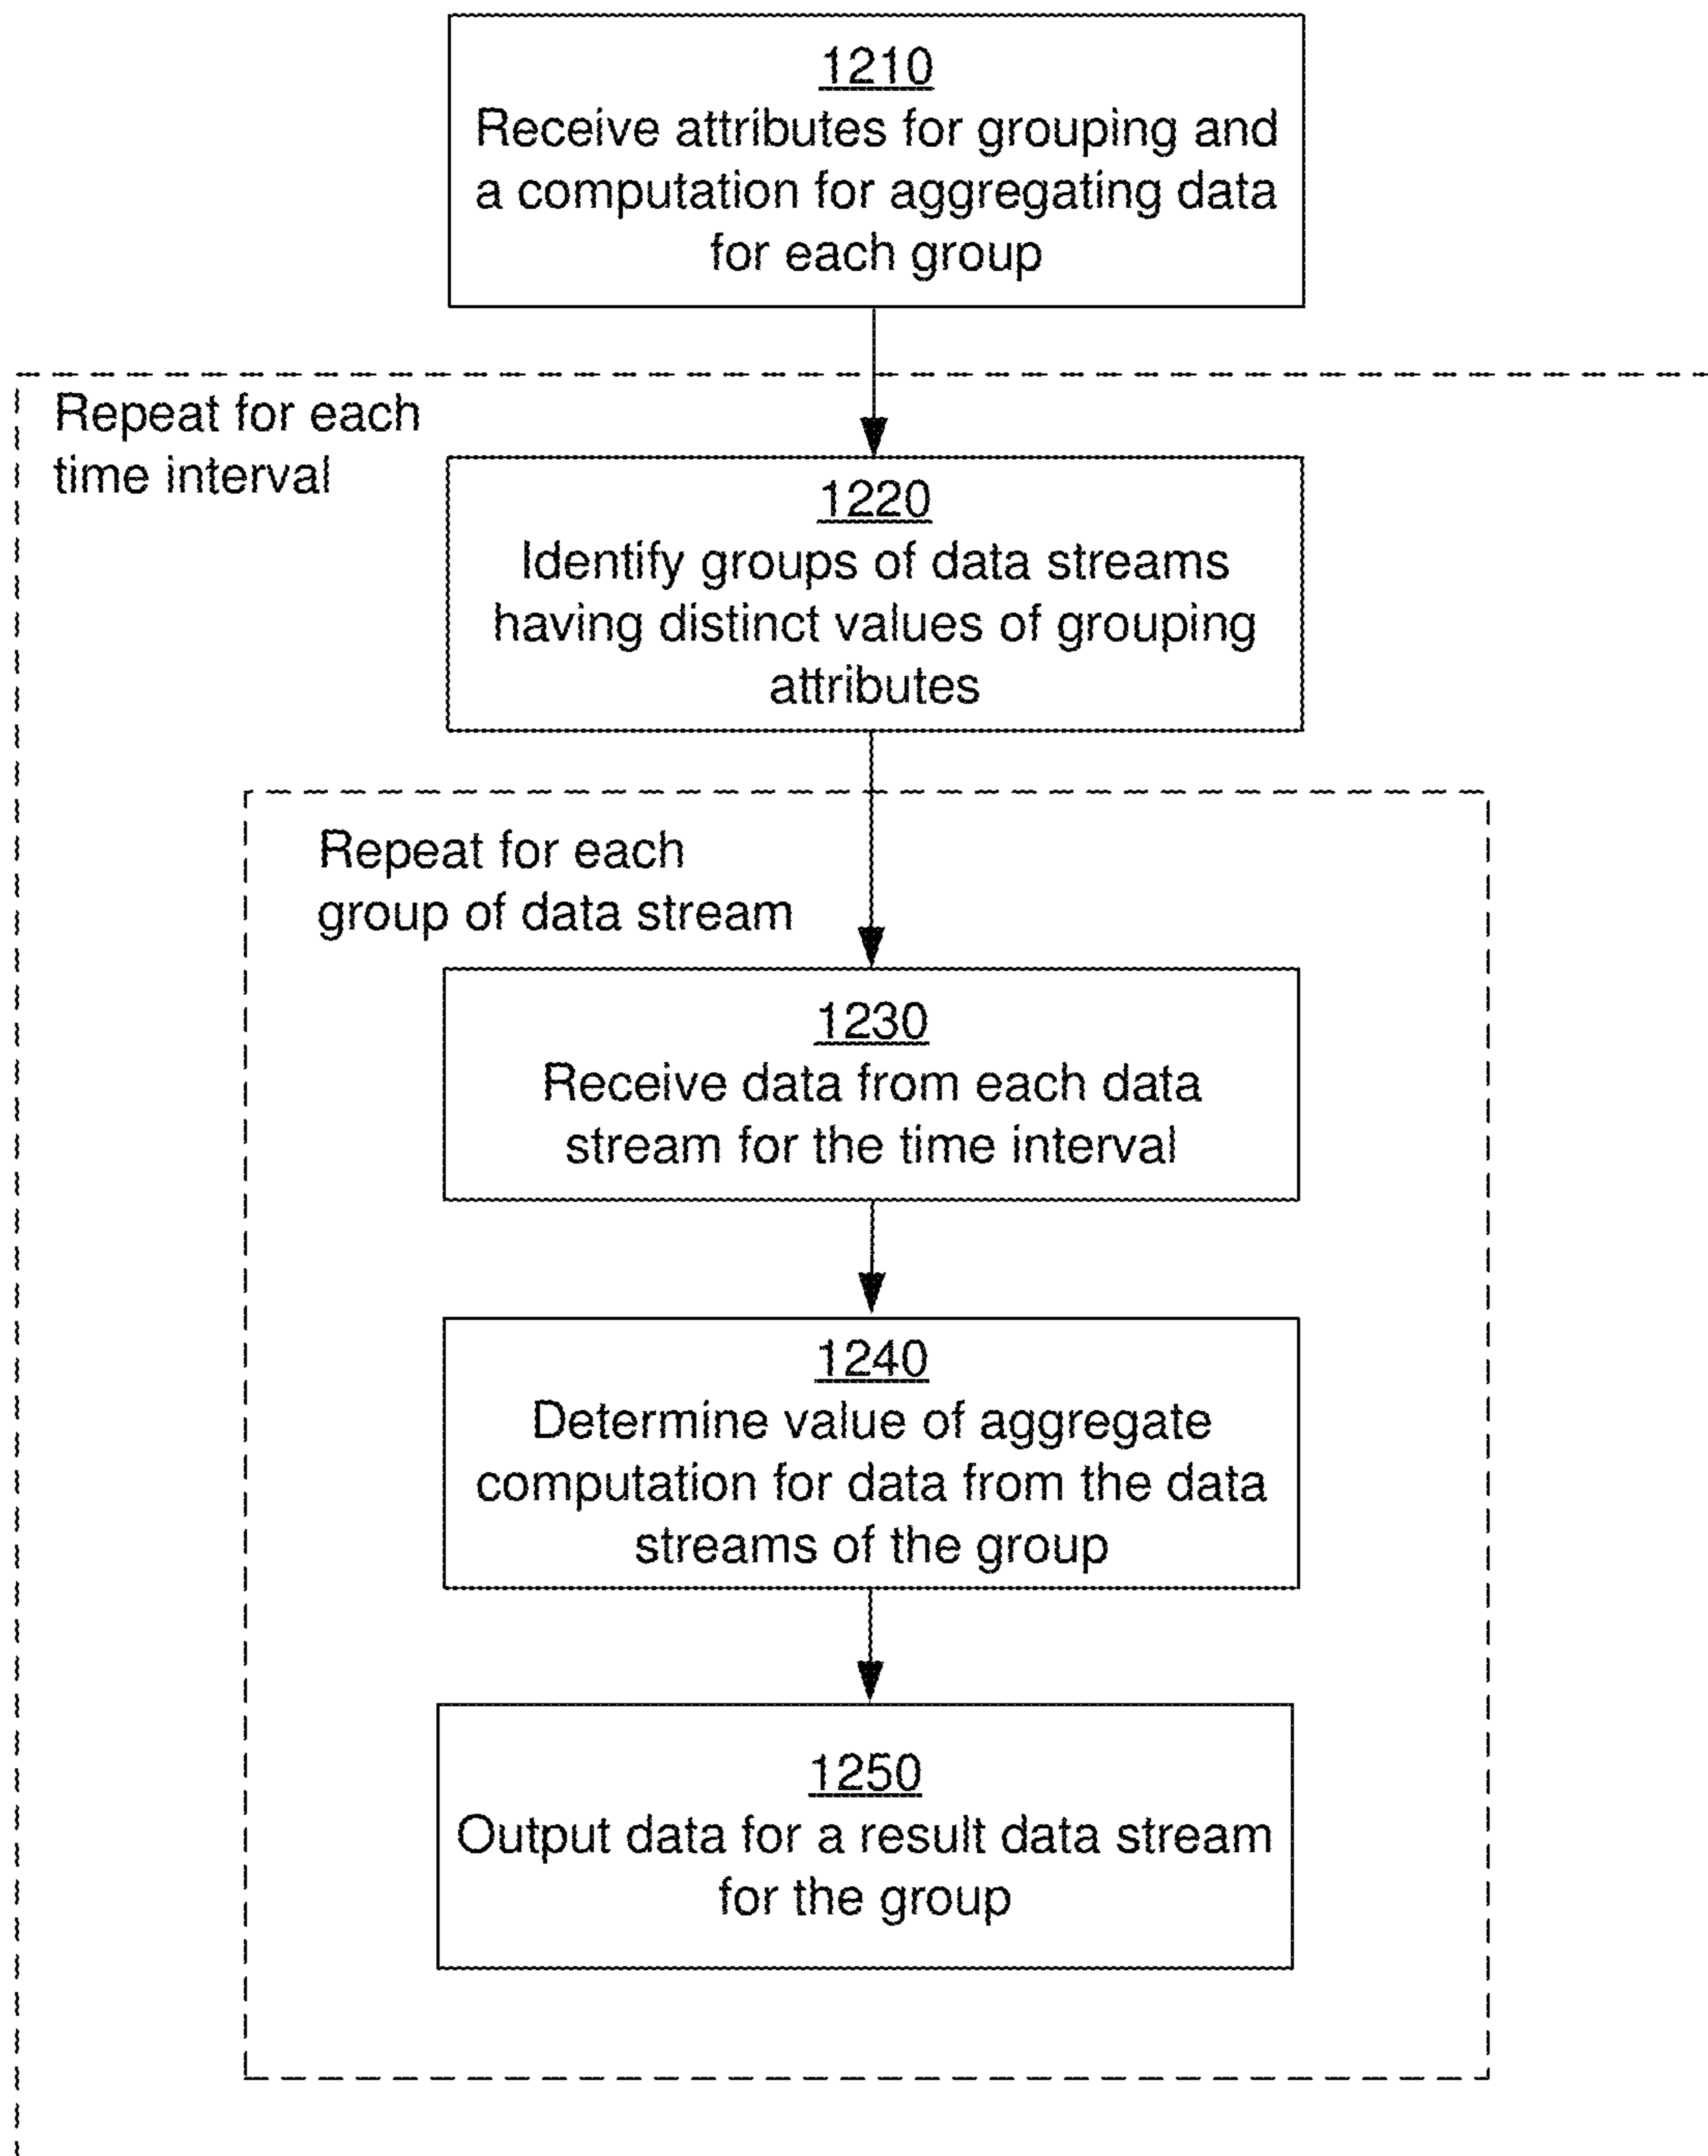 1210
Receive attributes for grouping and
a computation for aggregating data
for each group
Repeat for each
time interval
1220
Identify groups of data streams
having distinct values of grouping
attributes
Repeat for each
group of data stream
1230
Receive data from each data
stream for the time interval
1240
Determine value of aggregate
computation for data from the data
streams of the group
1250
Output data for a result data stream
for the group